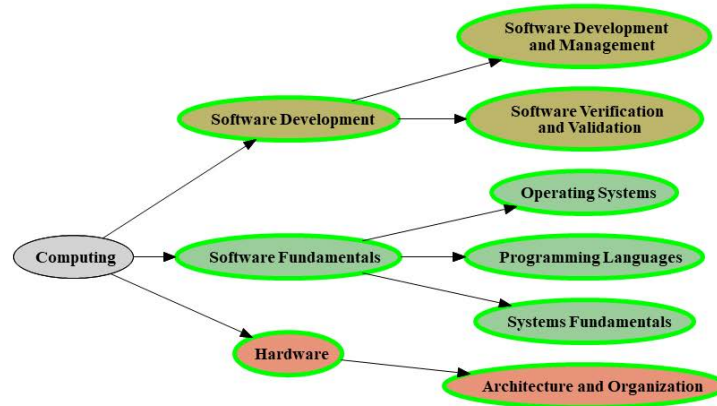 Software Development
and Management
Software Development
Software Verification
and Validation
Operating Systems
Computing
Software Fundamentals
Programming Languages
Systems Fundamentals
Hardware
Architecture and Organization